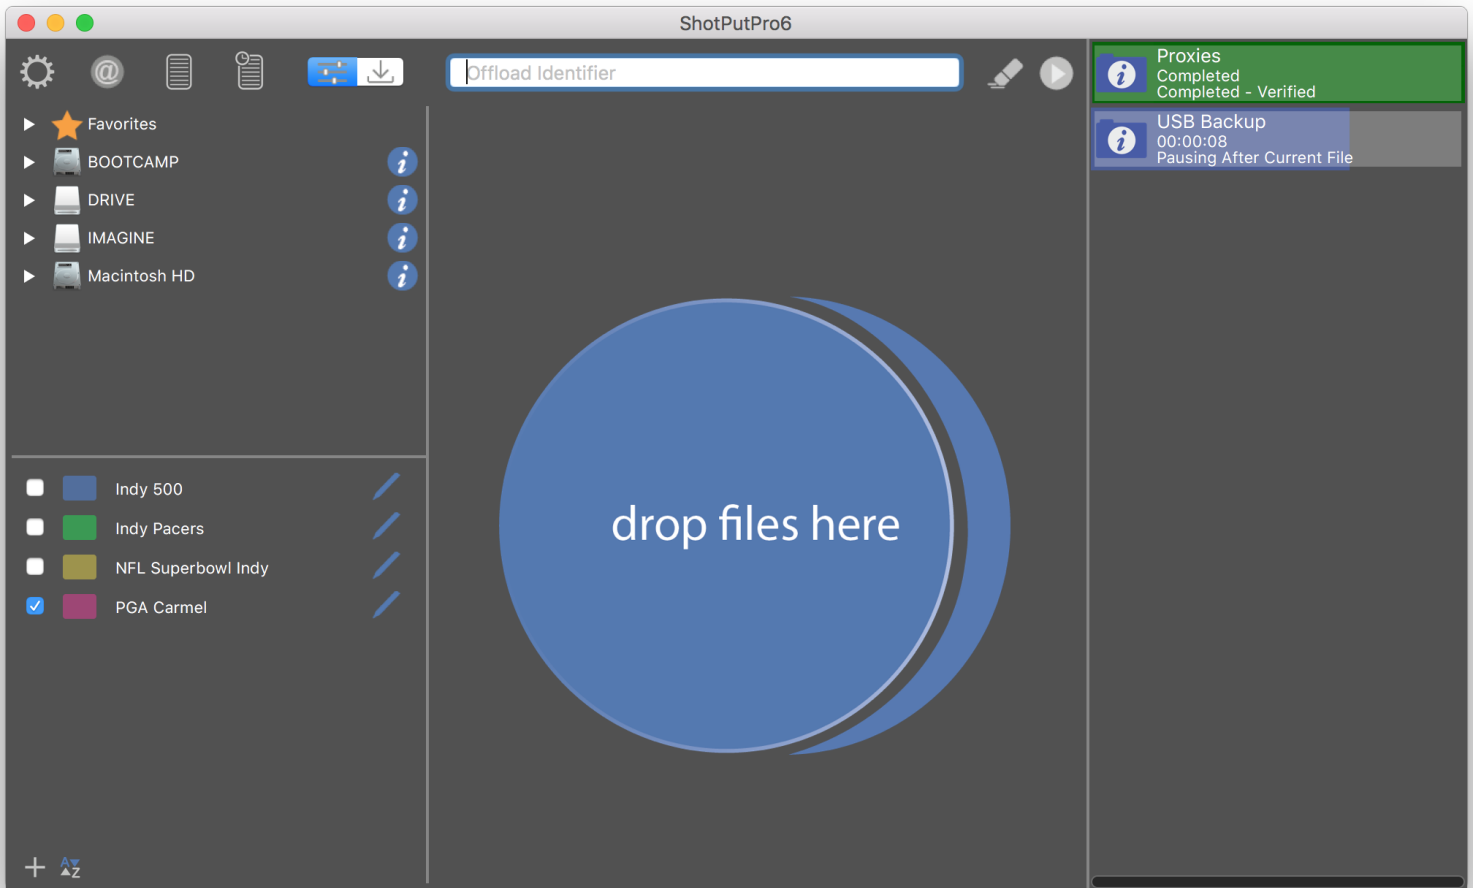 ShotPutPro6
Offload Identifier
Favorites
BOOTCAMP
DRIVE
IMAGINE
Macintosh HD
Indy 500
Indy Pacers
NFL Superbowl Indy
PGA Carmel
A
Z
drop files here
Proxies
Completed
Completed - Verified
USB Backup
00:00:08
Pausing After Current File